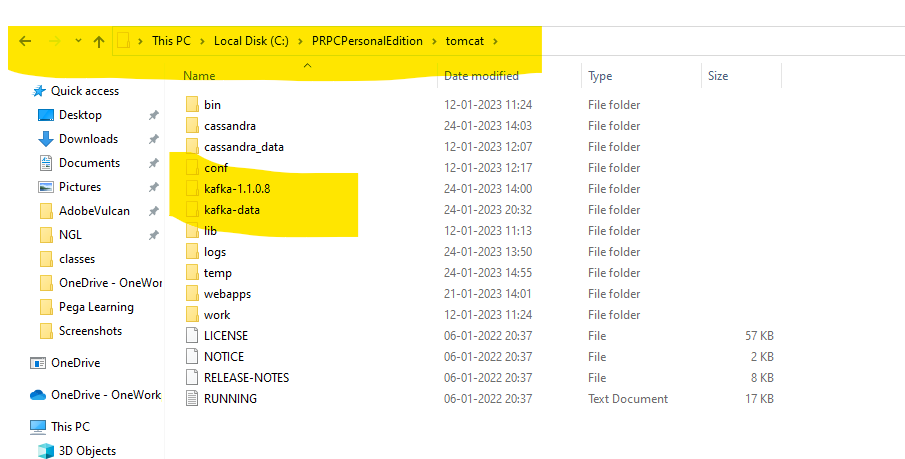 This PC > Local Disk (C:) > PRPCPersonalEdition > tomcat >
Name Date modified Type Size
Quick access
Desktop
Downloads
Documents
Pictures
AdobeVulcan
NGL
classes
OneDrive - OneWor
Pega Learning
Screenshots
OneDrive
OneDrive - OneWork
This PC
3D Objects
bin 12-01-2023 11:24 File folder
cassandra 24-01-2023 14:03 File folder
cassandra_data 12-01-2023 12:07 File folder
conf 12-01-2023 12:17 File folder
kafka-1.1.0.8 24-01-2023 14:00 File folder
kafka-data 24-01-2023 20:32 File folder
lib 12-01-2023 11:13 File folder
logs 24-01-2023 13:50 File folder
temp 24-01-2023 14:55 File folder
webapps 21-01-2023 14:01 File folder
work 12-01-2023 11:24 File folder
LICENSE 06-01-2022 20:37 File 57 KB
NOTICE 06-01-2022 20:37 File 2 KB
RELEASE-NOTES 06-01-2022 20:37 File 8 KB
RUNNING 06-01-2022 20:37 Text Document 17 KB